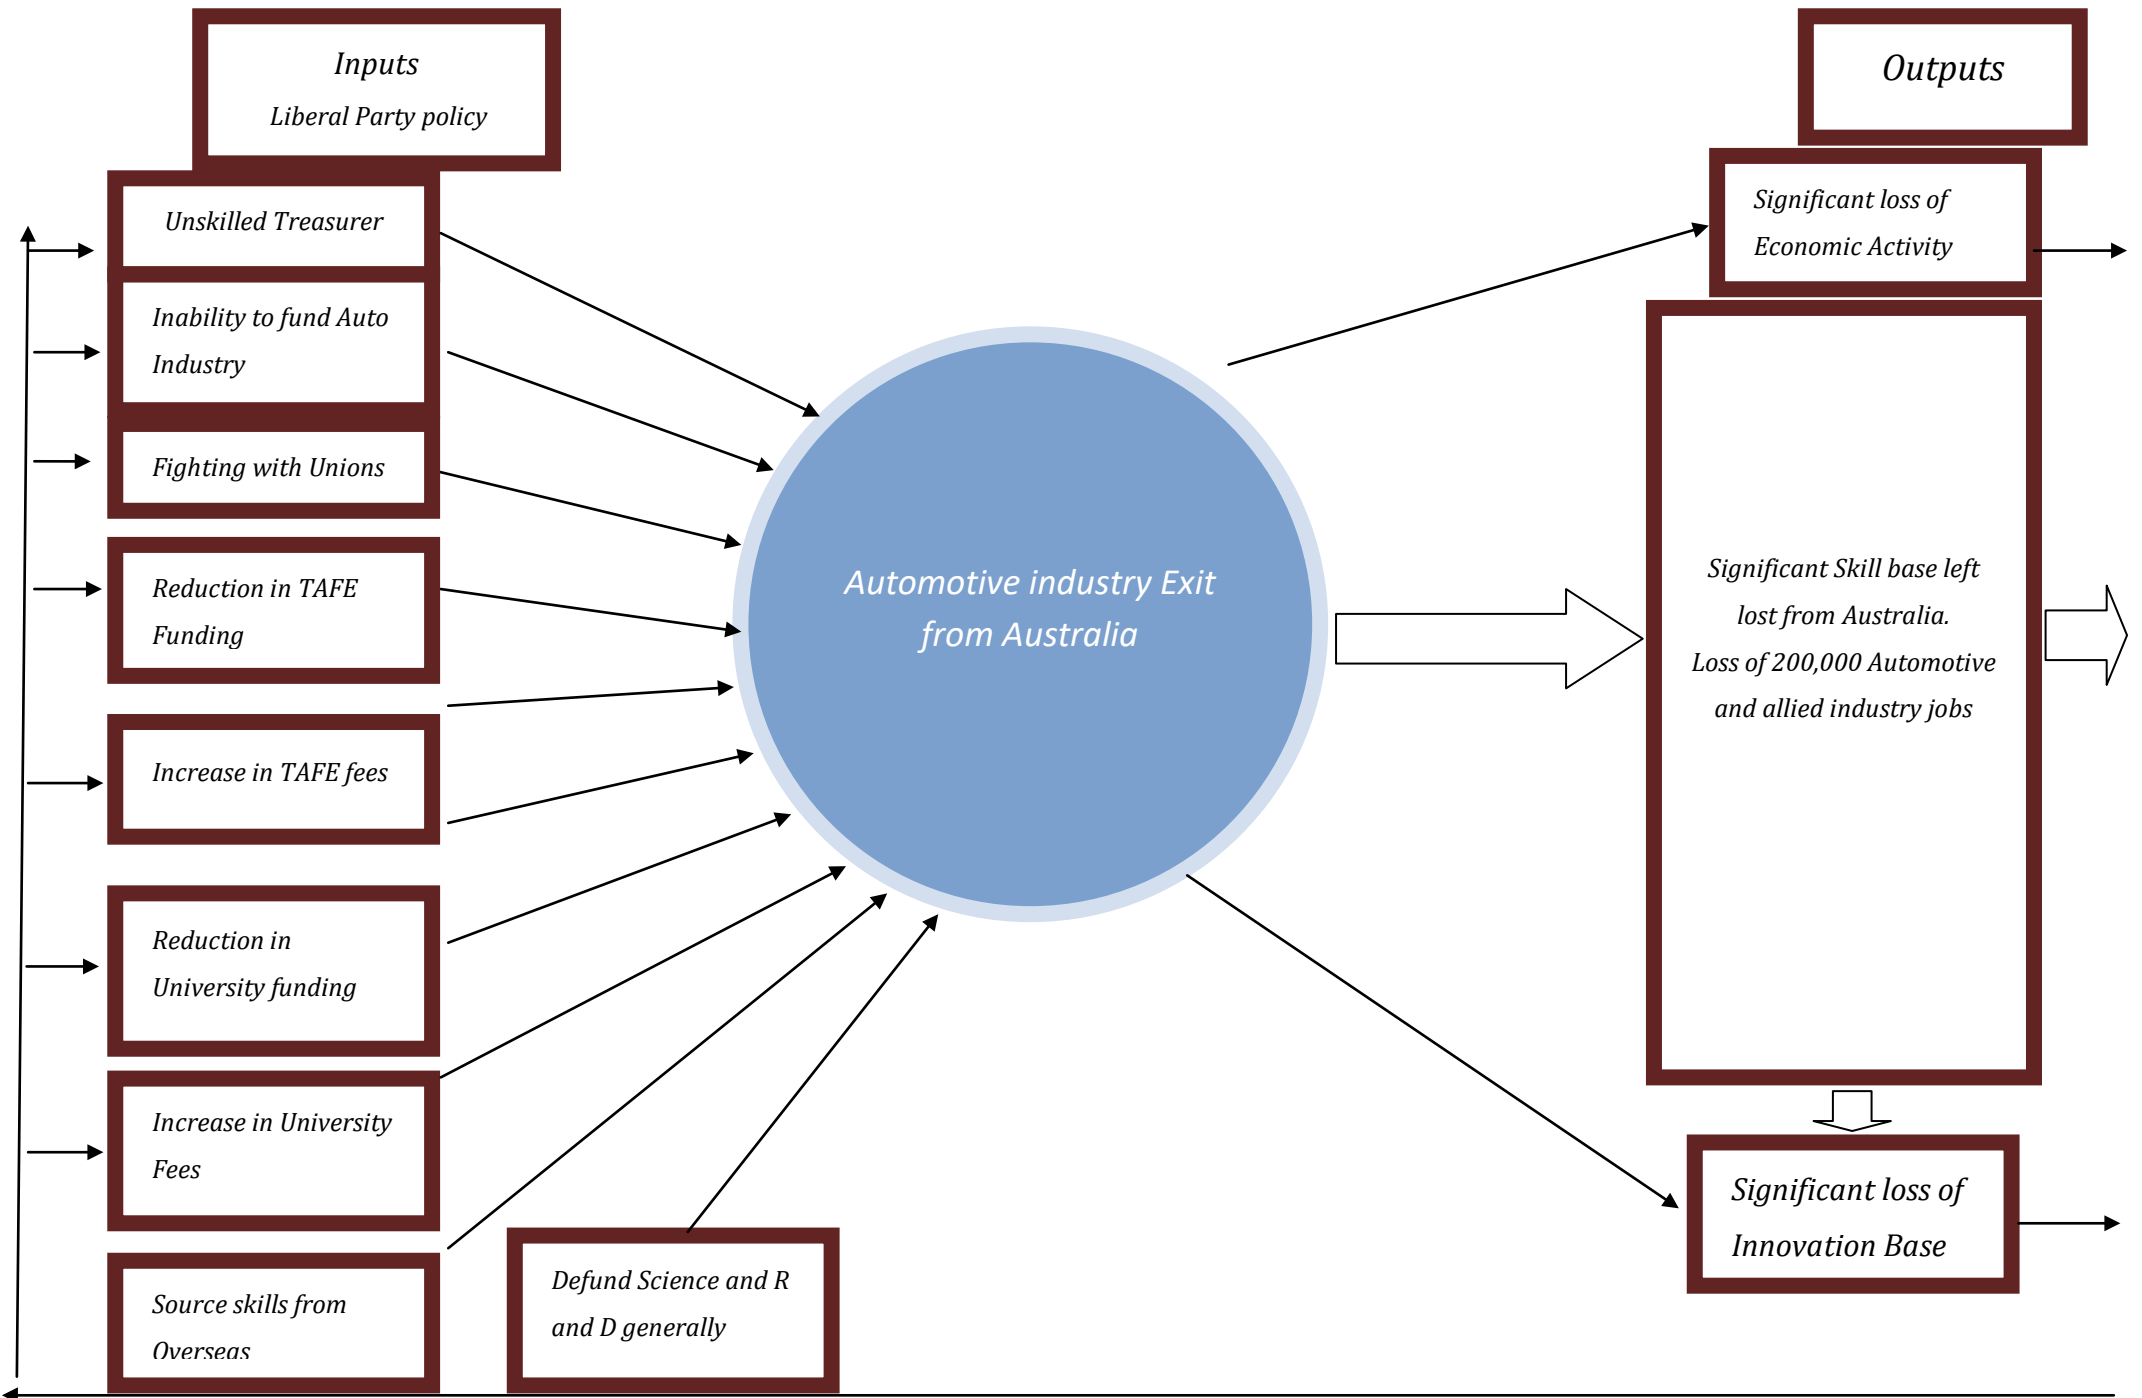 Inputs
Liberal Party policy
Outputs
Unskilled Treasurer
Inability to fund Auto
Industry
Fighting with Unions
Reduction in TAFE
Funding
Increase in TAFE fees
Reduction in
University funding
Increase in University
Fees
Source skills from
Overseas
Defund Science and R
and D generally
Automotive industry Exit
from Australia
Significant loss of
Economic Activity
Significant Skill base left
lost from Australia.
Loss of 200,000 Automotive
and allied industry jobs
Significant loss of
Innovation Base